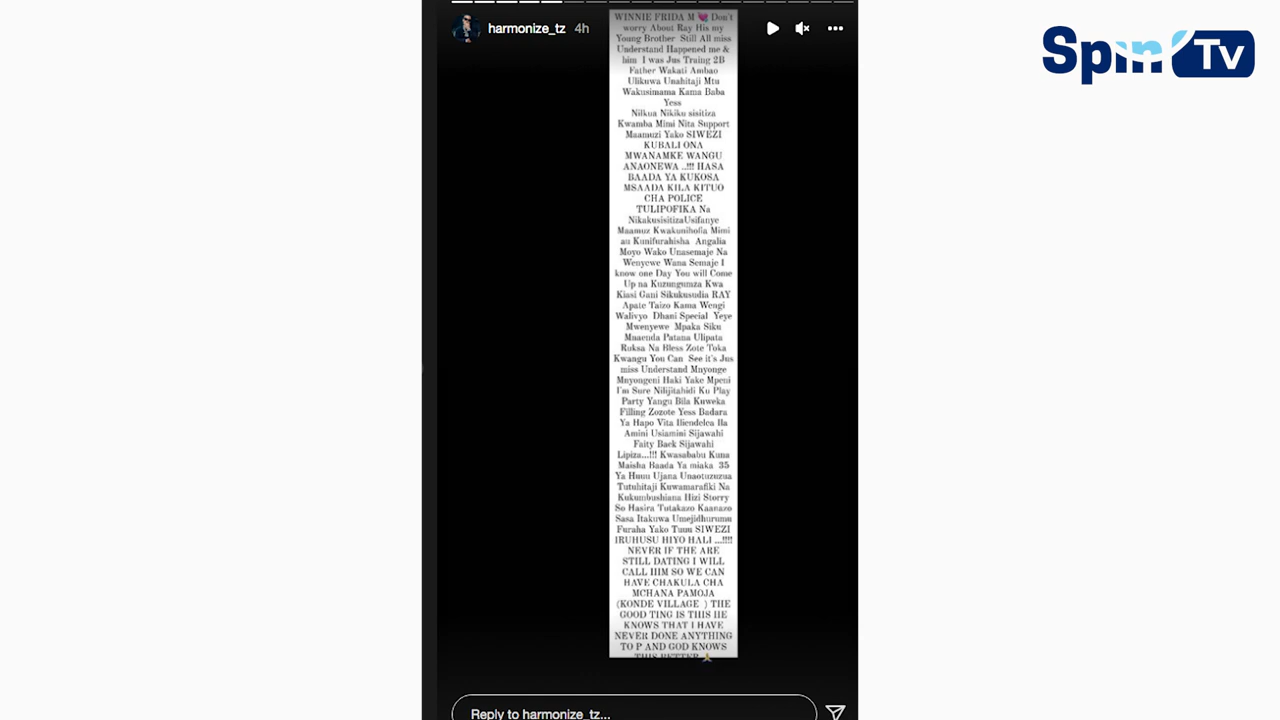 harmonize_tz 4h
Spin Tv
WINNIE FRIDA M 💘 Don't
worry About Ray His my
Young Brother Still All miss
Understand Happened me &
him I was Jus Traing 2B
Father Wakati Ambao
Ulikuwa Unahitaji Mtu
Wakusimama Kama Baba
Yess
Nilkua Nikiku sisitiza
Kwamba Mimi Nita Support
Maamuzi Yako SIWEZI
KUBALI ONA
MWANAMKE WANGU
ANAONEWA ..!!! HASA
BAADA YA KUKOSA
MSAADA KILA KITUO
CHA POLICE
TULIPOFIKA Na
NikakusisitizaUsifanye
Maamuz Kwakunihofia Mimi
au Kunifurahisha Angalia
Moyo Wako Unasemaje Na
Wenyewe Wana Semaje I
know one Day You will Come
Up na Kuzungumza Kwa
Kiasi Gani Sikukusudia RAY
Apate Taizo Kama Wengi
Walivyo Dhani Special Yeye
Mwenyewe Mpaka Siku
Mnaenda Patana Ulipata
Ruksa Na Bless Zote Toka
Kwangu You Can See it's Jus
miss Understand Mnyonge
Mnyongeni Haki Yake Mpeni
I'm Sure Nilijitahidi Ku Play
Party Yangu Bila Kuweka
Filling Zozote Yess Badara
Ya Hapo Vita Iliendelea Ila
Amini Usiamini Sijawahi
Faity Back Sijawahi
Lipiza...!!! Kwasababu Kuna
Maisha Baada Ya miaka 35
Ya Huuu Ujana Unaotuzuzua
Tutuhitaji Kuwamarafiki Na
Kukumbushiana Hizi Storry
So Hasira Tutakazo Kaanazo
Sasa Itakuwa Umejidhurumu
Furaha Yako Tuuu SIWEZI
IRUHUSU HIYO HALI ...!!!!
NEVER IF THE ARE
STILL DATING I WILL
CALL HIM SO WE CAN
HAVE CHAKULA CHA
MCHANA PAMOJA
(KONDE VILLAGE ) THE
GOOD TING IS THIS HE
KNOWS THAT I HAVE
NEVER DONE ANYTHING
TO P AND GOD KNOWS
THIS BETTER
Reply to harmonize_tz...